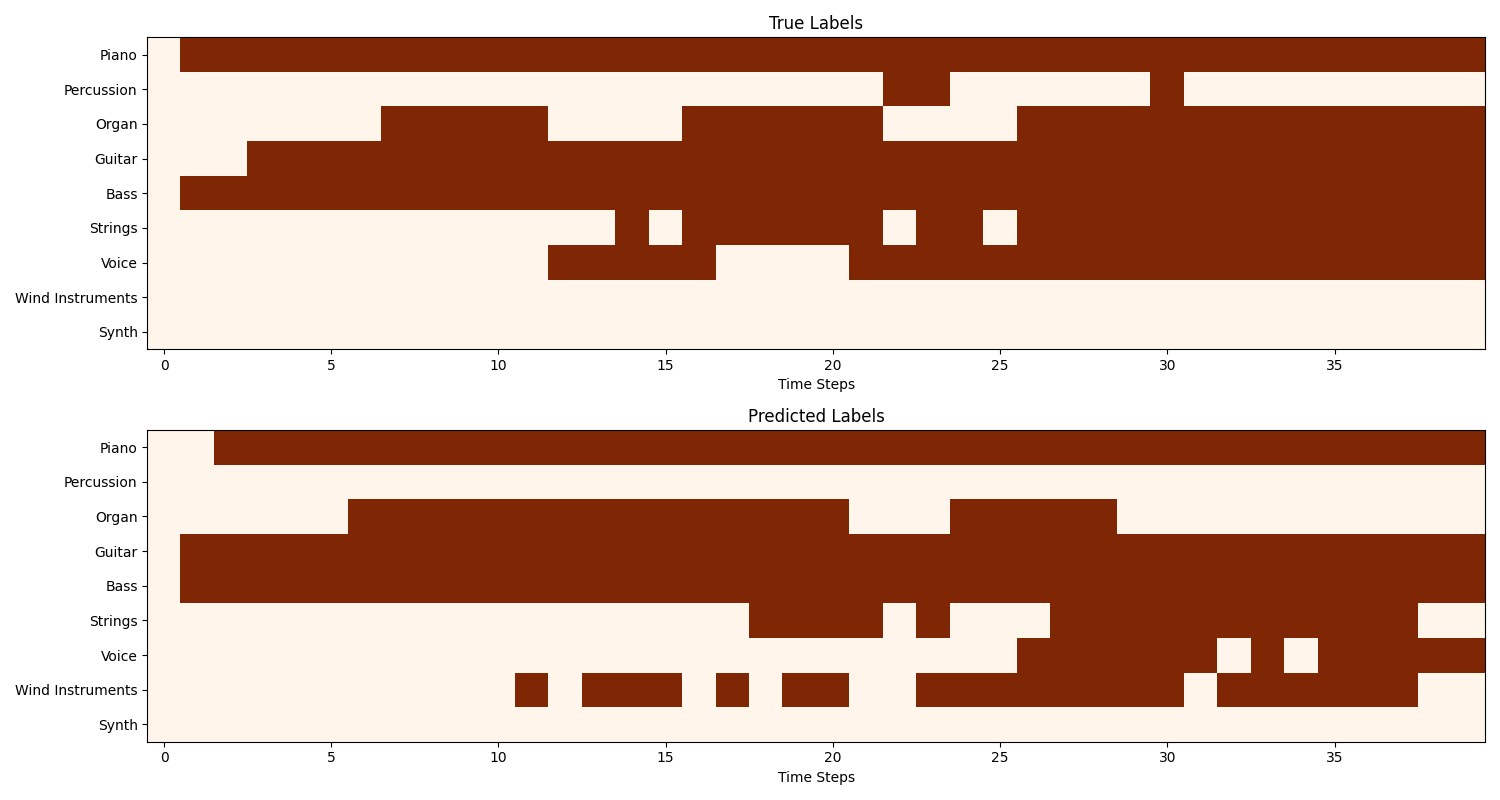 True Labels
Piano
Percussion
Organ
Guitar
Bass
Strings
Voice
Wind Instruments
Synth
0 5 10 15 20 25 30 35
Time Steps
Predicted Labels
Piano
Percussion
Organ
Guitar
Bass
Strings
Voice
Wind Instruments
Synth
0 5 10 15 20 25 30 35
Time Steps